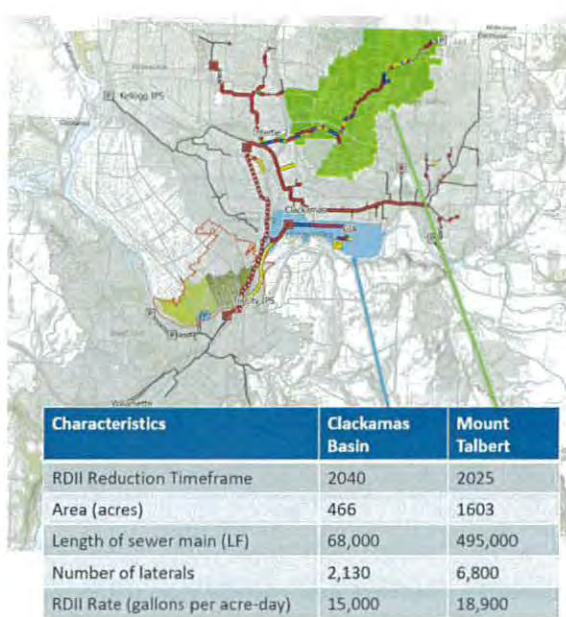 Kellogg IPS
Clackamas
Willamette
Characteristics Clackamas Basin Mount Talbert
RDII Reduction Timeframe 2040 2025
Area (acres) 466 1603
Length of sewer main (LF) 68,000 495,000
Number of laterals 2,130 6,800
RDII Rate (gallons per acre-day) 15,000 18,900